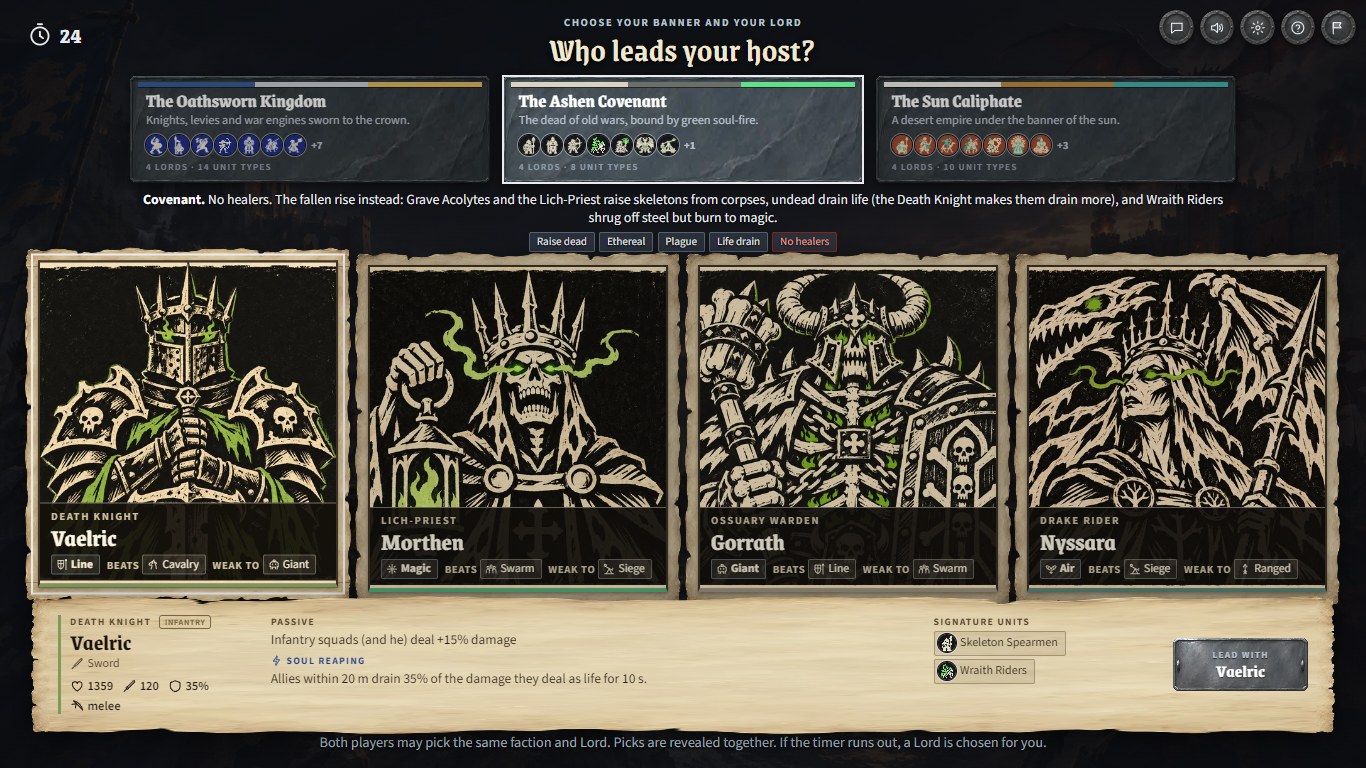 24
CHOOSE YOUR BANNER AND YOUR LORD
Who leads your host?
The Oathsworn Kingdom
Knights, levies and war engines sworn to the crown.
+7
4 LORDS · 14 UNIT TYPES
The Ashen Covenant
The dead of old wars, bound by green soul-fire.
+1
4 LORDS · 8 UNIT TYPES
The Sun Caliphate
A desert empire under the banner of the sun.
+3
4 LORDS · 10 UNIT TYPES
Covenant. No healers. The fallen rise instead: Grave Acolytes and the Lich-Priest raise skeletons from corpses, undead drain life (the Death Knight makes them drain more), and Wraith Riders
shrug off steel but burn to magic.
Raise dead Ethereal Plague Life drain No healers
DEATH KNIGHT
Vaelric
Line BEATS Cavalry WEAK TO Giant
LICH-PRIEST
Morthen
Magic BEATS Swarm WEAK TO Siege
OSSUARY WARDEN
Gorrath
Giant BEATS Line WEAK TO Swarm
DRAKE RIDER
Nyssara
Air BEATS Siege WEAK TO Ranged
DEATH KNIGHT INFANTRY
Vaelric
Sword
1359 120 35%
melee
PASSIVE
Infantry squads (and he) deal +15% damage
SOUL REAPING
Allies within 20 m drain 35% of the damage they deal as life for 10 s.
SIGNATURE UNITS
Skeleton Spearmen
Wraith Riders
LEAD WITH
Vaelric
Both players may pick the same faction and Lord. Picks are revealed together. If the timer runs out, a Lord is chosen for you.